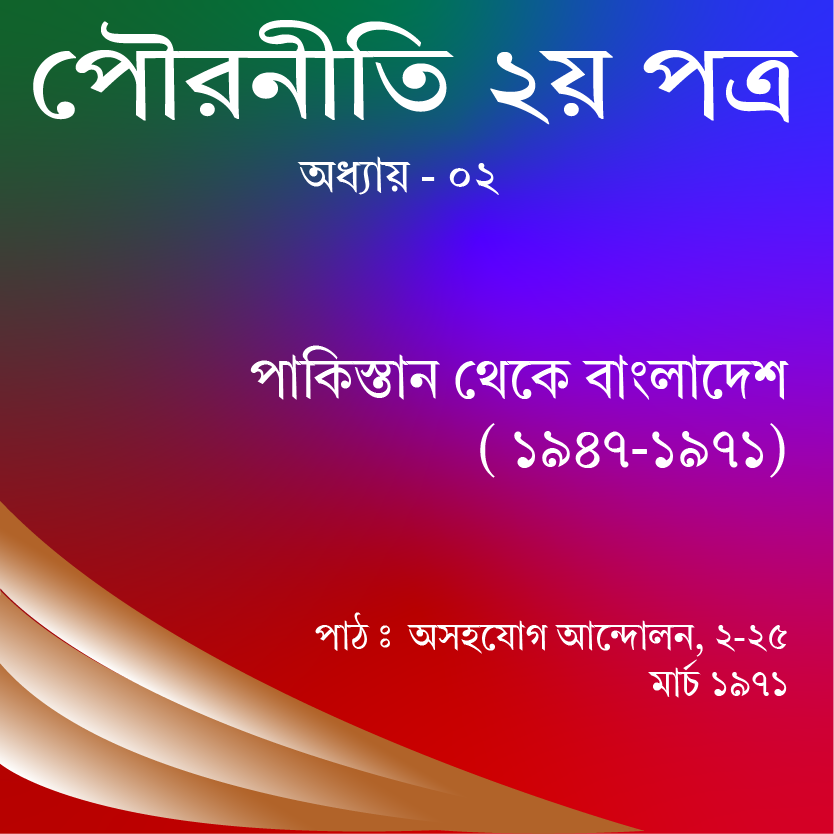 পৌরনীতি ২য় পত্র
অধ্যায় - ০২
পাকিস্তান থেকে বাংলাদেশ
( ১৯৪৭-১৯৭১)
পাঠ ঃ অসহযোগ আন্দোলন, ২-২৫
মার্চ ১৯৭১